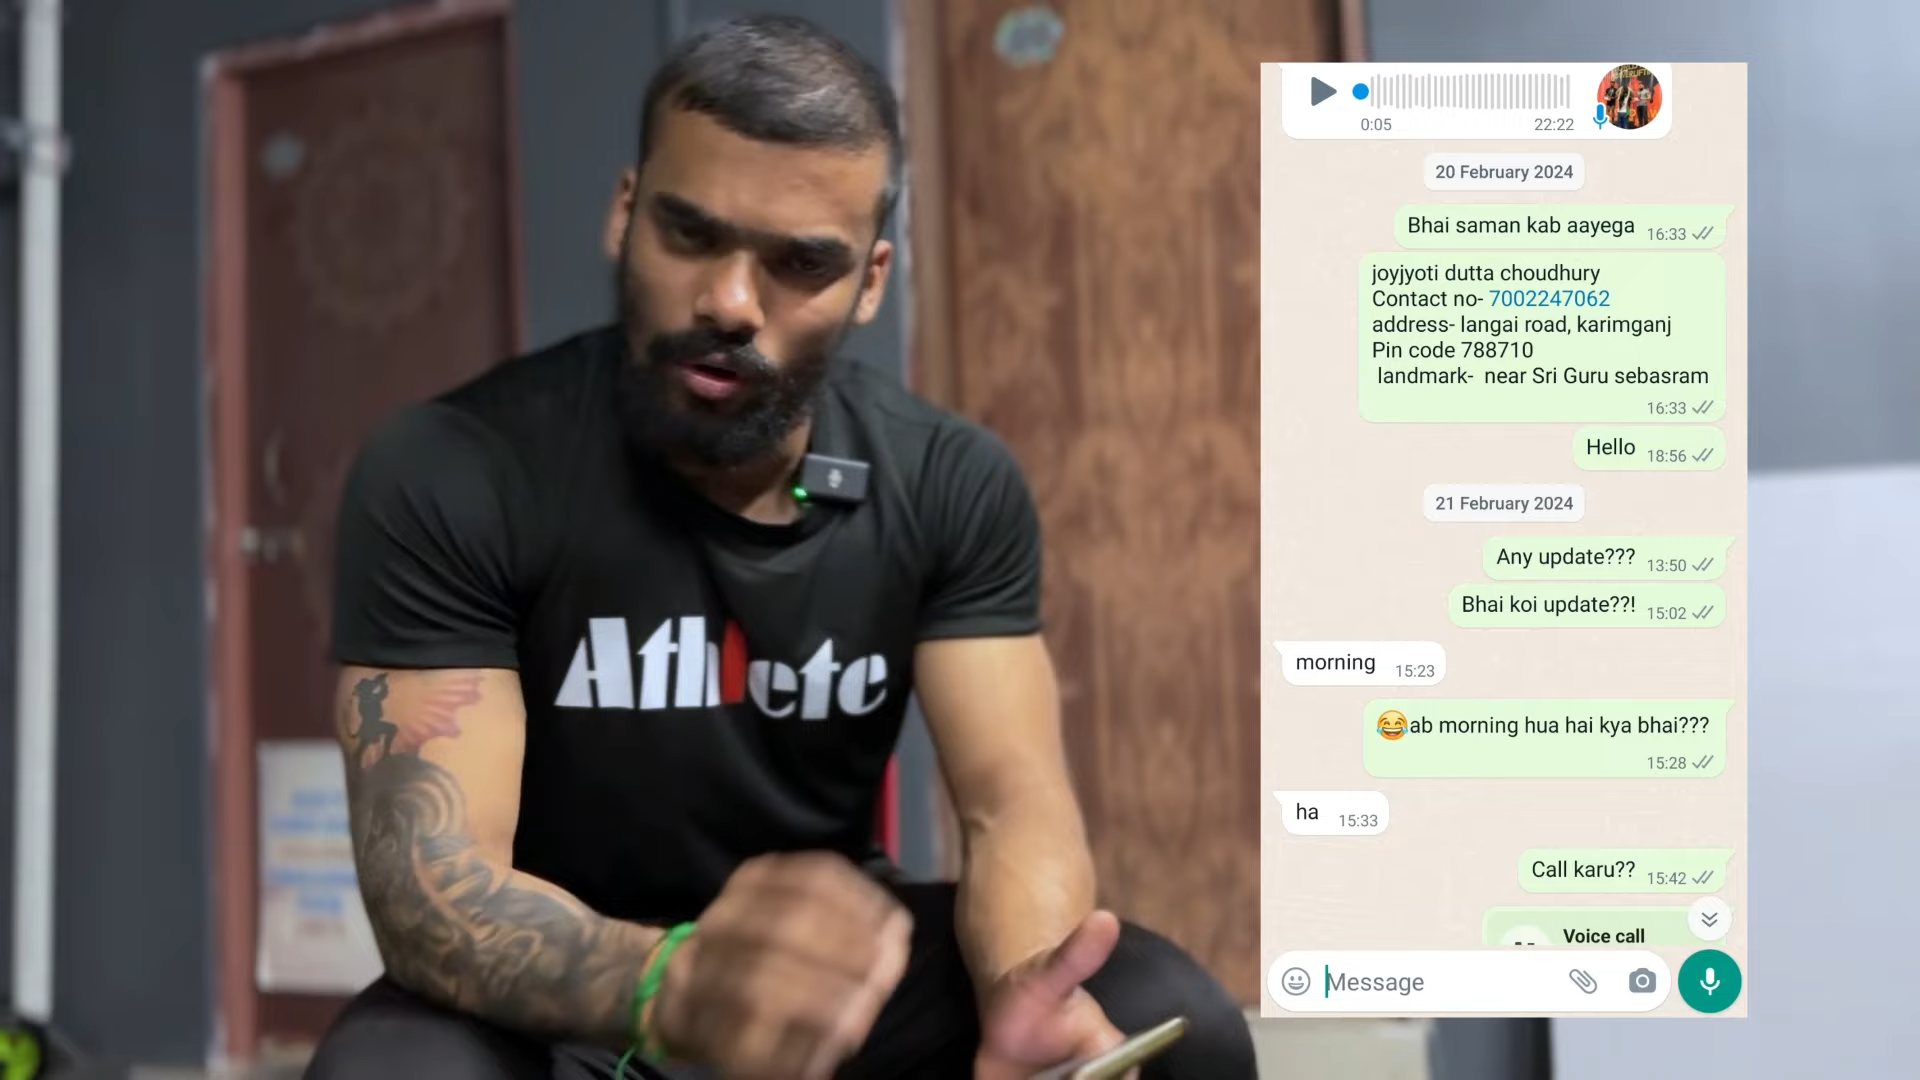 Athlete
0:05 22:22
20 February 2024
Bhai saman kab aayega 16:33
joyjyoti dutta choudhury
Contact no- 7002247062
address- langai road, karimganj
Pin code 788710
landmark- near Sri Guru sebasram
16:33
Hello 18:56
21 February 2024
Any update??? 13:50
Bhai koi update??! 15:02
morning 15:23
😂ab morning hua hai kya bhai???
15:28
ha 15:33
Call karu?? 15:42
Voice call
Message